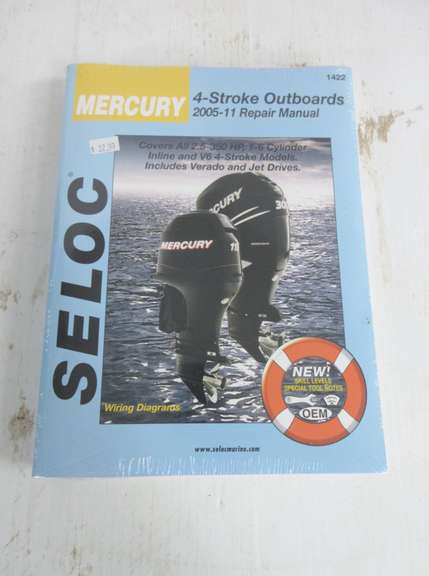 1422
MERCURY
4-Stroke Outboards
2005-11 Repair Manual
Covers All 2.5-350 HP, 1-6 Cylinder
Inline and V6 4-Stroke Models.
Includes Verado and Jet Drives.
SELOC
MERCURY
NEW!
SKILL LEVELS
SPECIAL TOOL NOTES
OEM
Wiring Diagrams
www.selocmarine.com